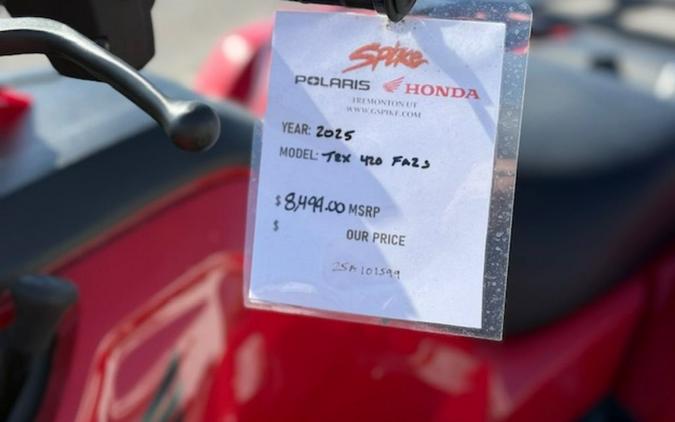 Spike
POLARIS HONDA
TREMONTON UT
WWW.GSPIKE.COM
YEAR: 2025
MODEL: TRX 420 FA2S
$8,499.00 MSRP
$ OUR PRICE
25A101599